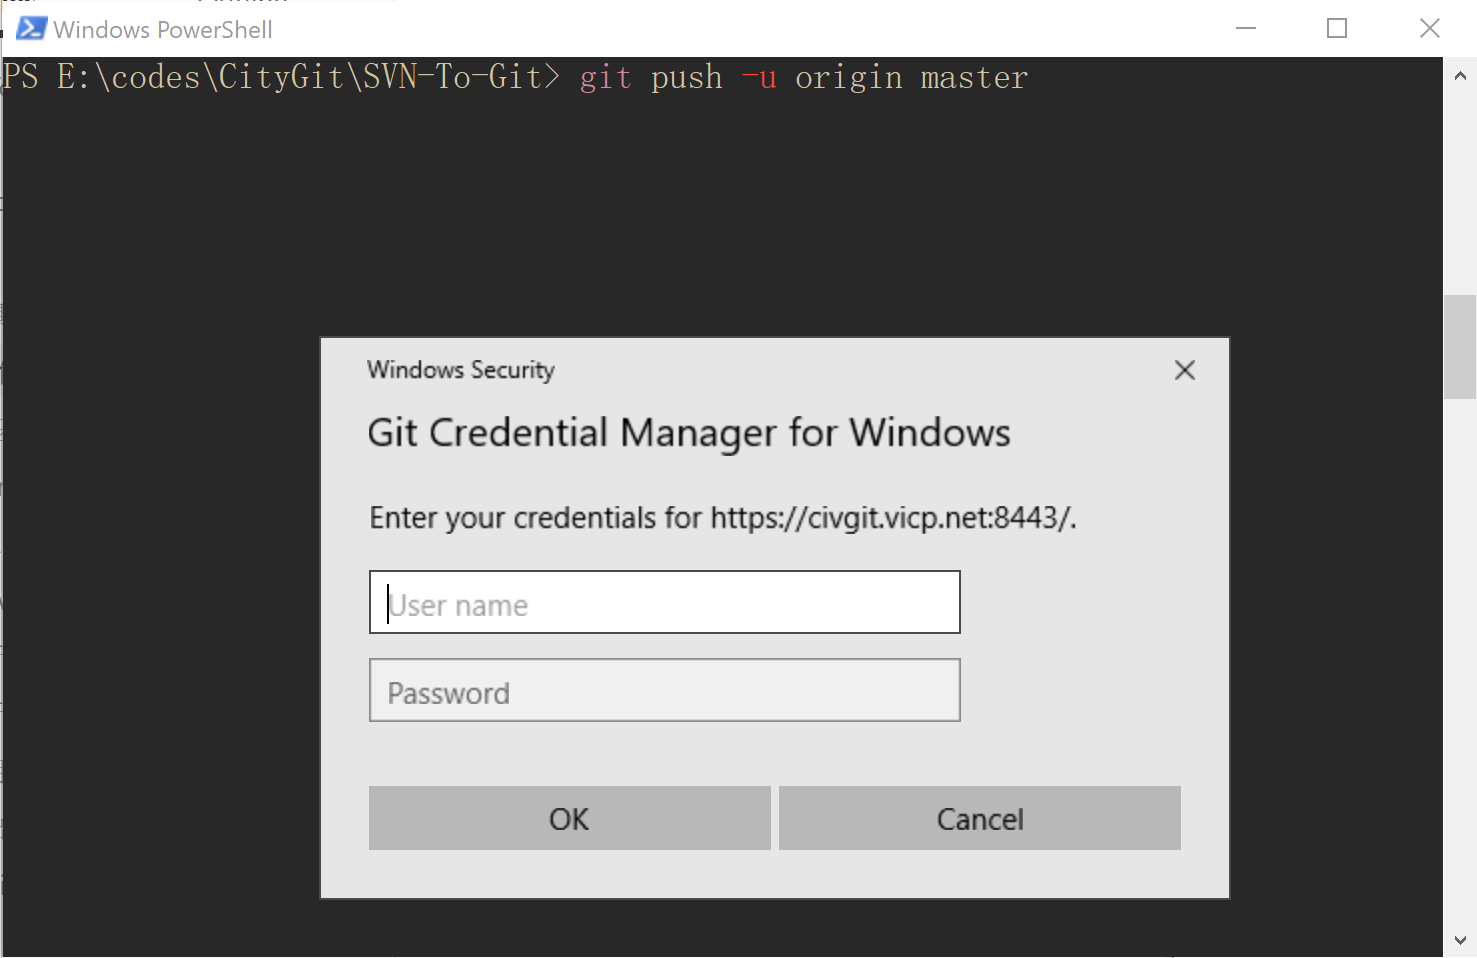 Windows PowerShell
PS E:\codes\CityGit\SVN-To-Git> git push -u origin master
Windows Security
Git Credential Manager for Windows
Enter your credentials for https://civgit.vicp.net:8443/.
User name
Password
OK
Cancel